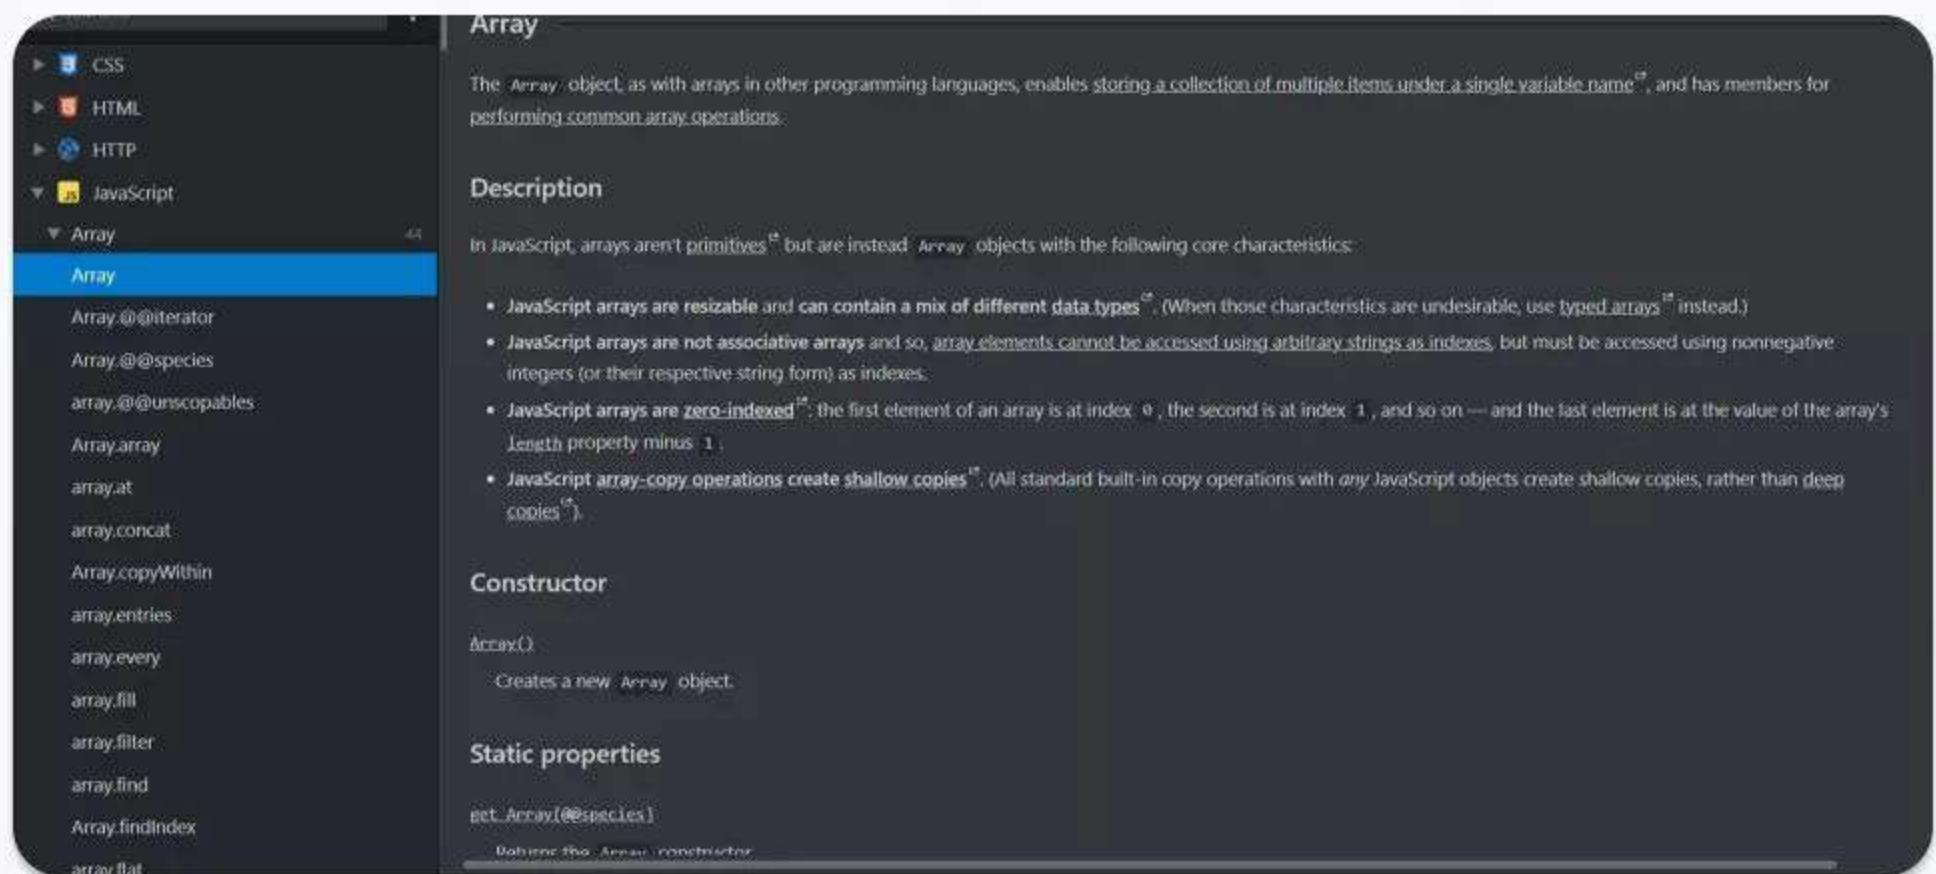 CSS
HTML
HTTP
JavaScript
Array 44
Array
Array.@@iterator
Array.@@species
array.@@unscopables
Array.array
array.at
array.concat
Array.copyWithin
array.entries
array.every
array.fill
array.filter
array.find
Array.findIndex
array.flat
Array
The Array object, as with arrays in other programming languages, enables storing a collection of multiple items under a single variable name, and has members for
performing common array operations.
Description
In JavaScript, arrays aren't primitives but are instead Array objects with the following core characteristics:
• JavaScript arrays are resizable and can contain a mix of different data types. (When those characteristics are undesirable, use typed arrays instead.)
• JavaScript arrays are not associative arrays and so, array elements cannot be accessed using arbitrary strings as indexes, but must be accessed using nonnegative
integers (or their respective string form) as indexes.
• JavaScript arrays are zero-indexed: the first element of an array is at index 0, the second is at index 1, and so on — and the last element is at the value of the array's
length property minus 1.
• JavaScript array-copy operations create shallow copies. (All standard built-in copy operations with any JavaScript objects create shallow copies, rather than deep
copies).
Constructor
Array()
Creates a new Array object.
Static properties
get Array[@@species]
Returns the Array constructor.